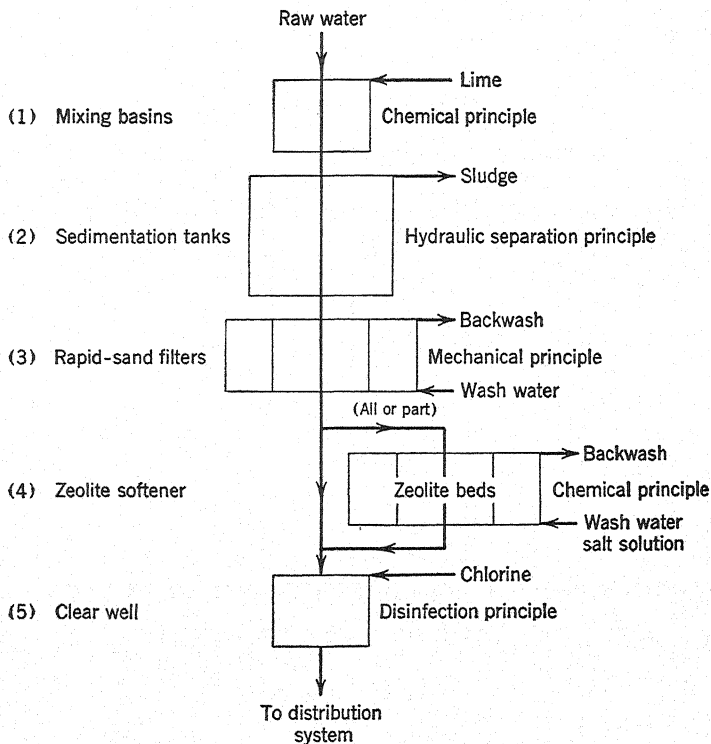 Raw water
Lime
(1) Mixing basins
Chemical principle
Sludge
(2) Sedimentation tanks
Hydraulic separation principle
Backwash
(3) Rapid-sand filters
Mechanical principle
Wash water
(All or part)
Backwash
(4) Zeolite softener
Zeolite beds
Chemical principle
Wash water
salt solution
Chlorine
(5) Clear well
Disinfection principle
To distribution
system